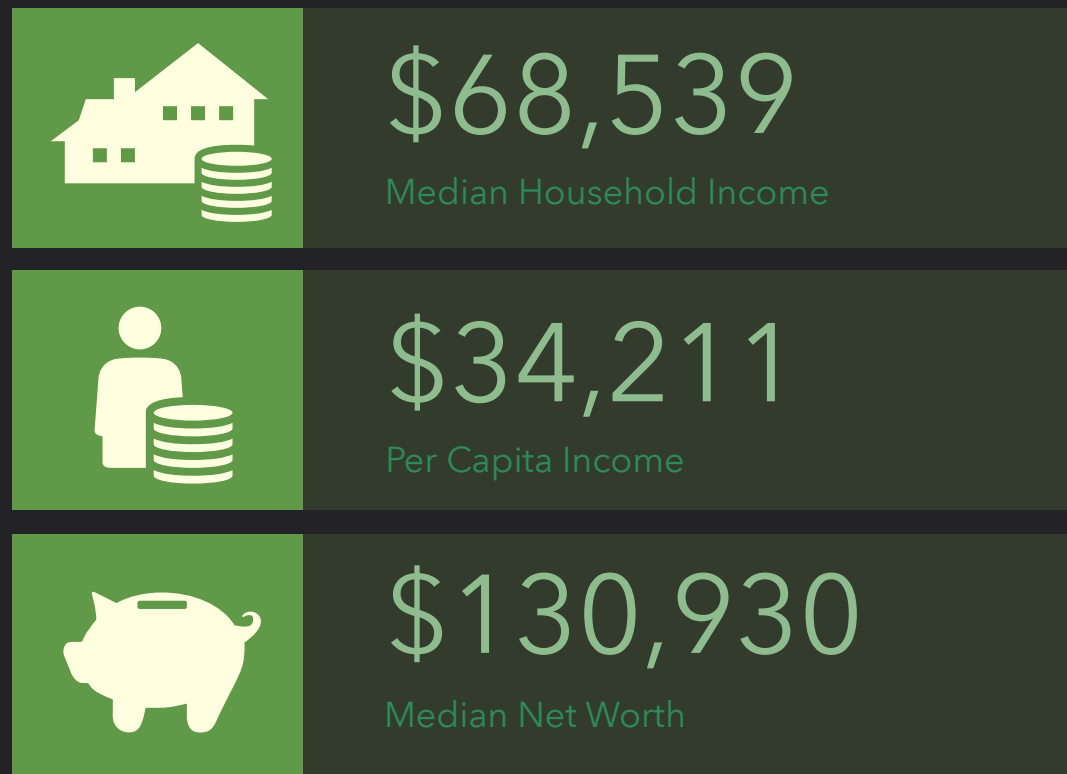 $68,539
Median Household Income
$34,211
Per Capita Income
$130,930
Median Net Worth